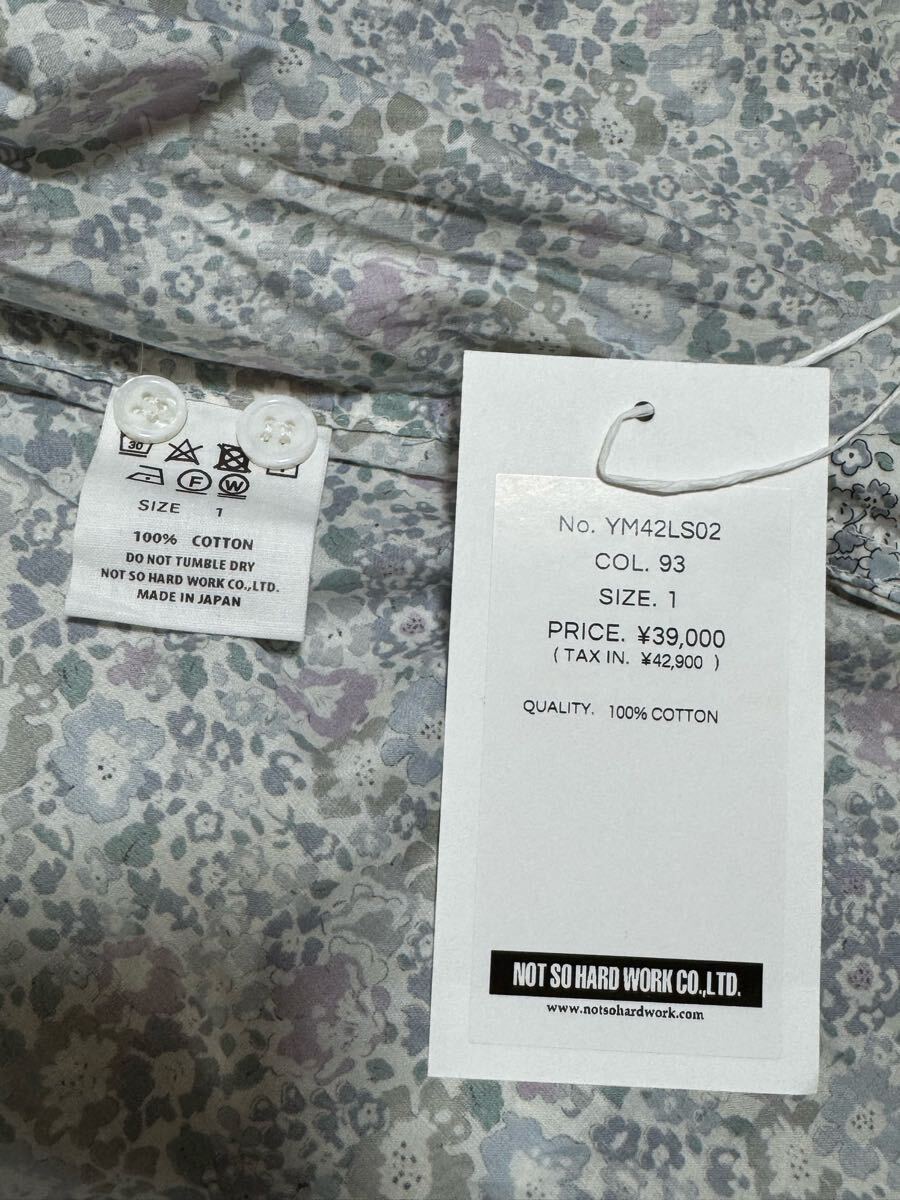 30
F W
SIZE 1
100% COTTON
DO NOT TUMBLE DRY
NOT SO HARD WORK CO.,LTD.
MADE IN JAPAN
No. YM42LS02
COL. 93
SIZE. 1
PRICE. ¥39,000
( TAX IN. ¥42,900 )
QUALITY. 100% COTTON
NOT SO HARD WORK CO.,LTD.
www.notsohardwork.com